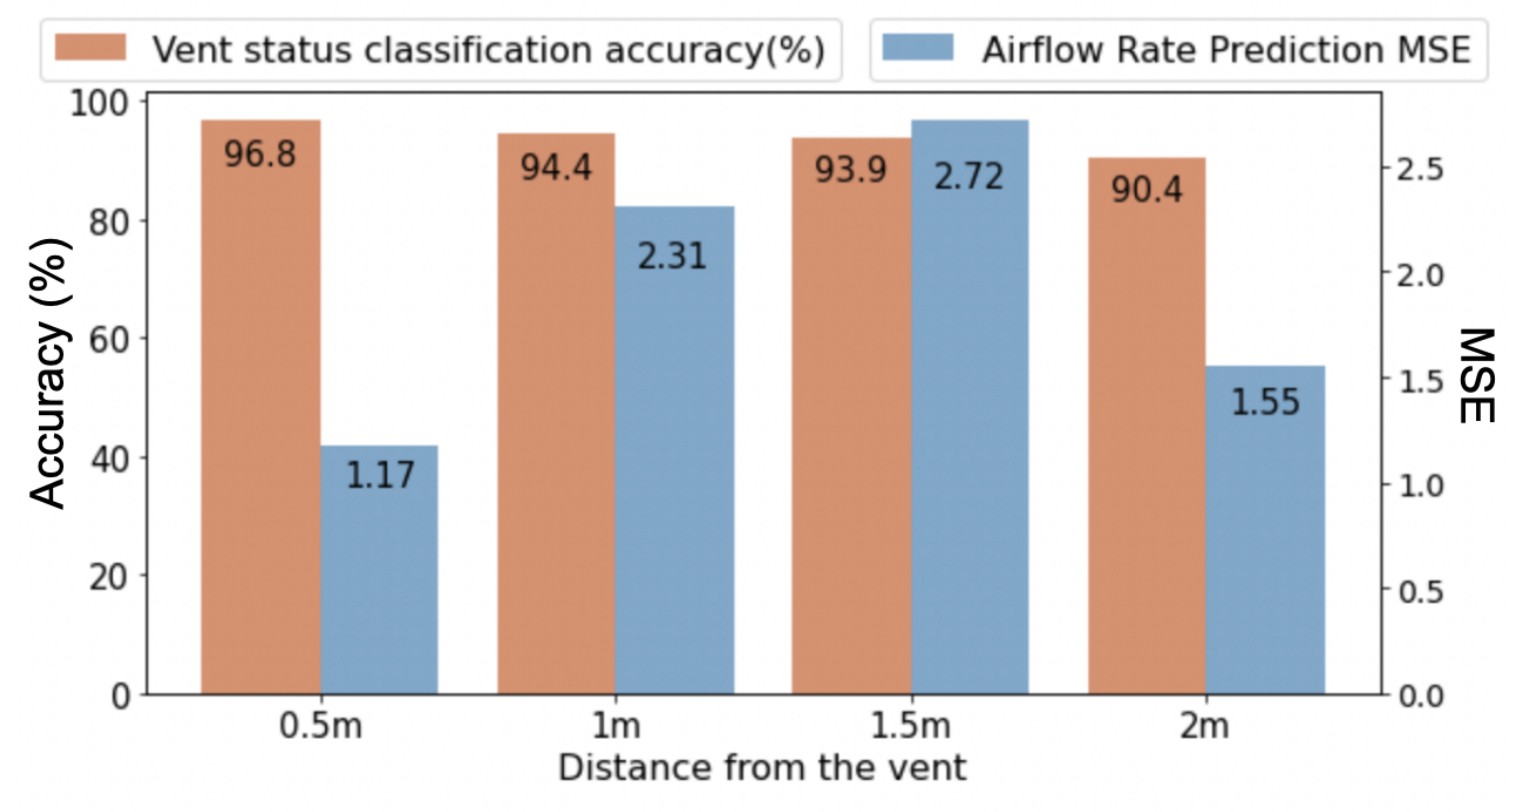 Vent status classification accuracy(%)
Airflow Rate Prediction MSE
Accuracy (%)
100
80
60
40
20
0
96.8
1.17
94.4
2.31
93.9
2.72
90.4
1.55
2.5
2.0
1.5
1.0
0.5
0.0
MSE
0.5m
1m
1.5m
2m
Distance from the vent